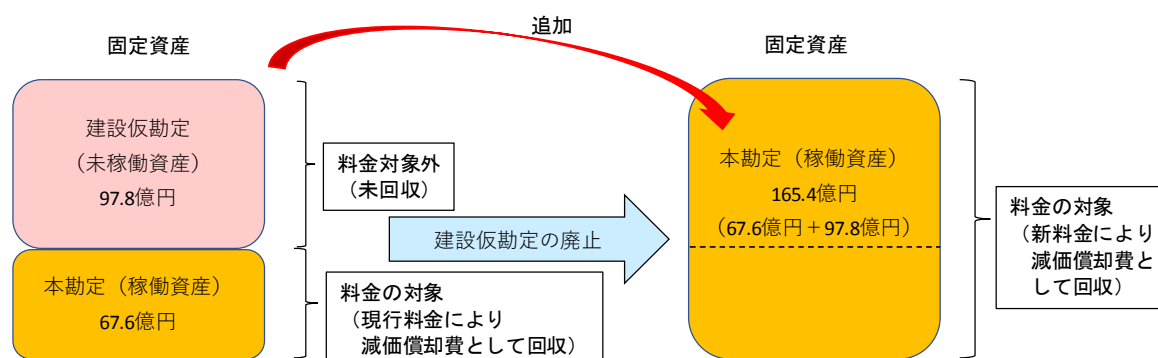 追加
固定資産
固定資産
建設仮勘定
（未稼働資産）
97.8億円
料金対象外
（未回収）
本勘定（稼働資産）
67.6億円
料金の対象
（現行料金により
減価償却費として回収）
建設仮勘定の廃止
本勘定（稼働資産）
165.4億円
（67.6億円＋97.8億円）
料金の対象
（新料金により
減価償却費と
して回収）